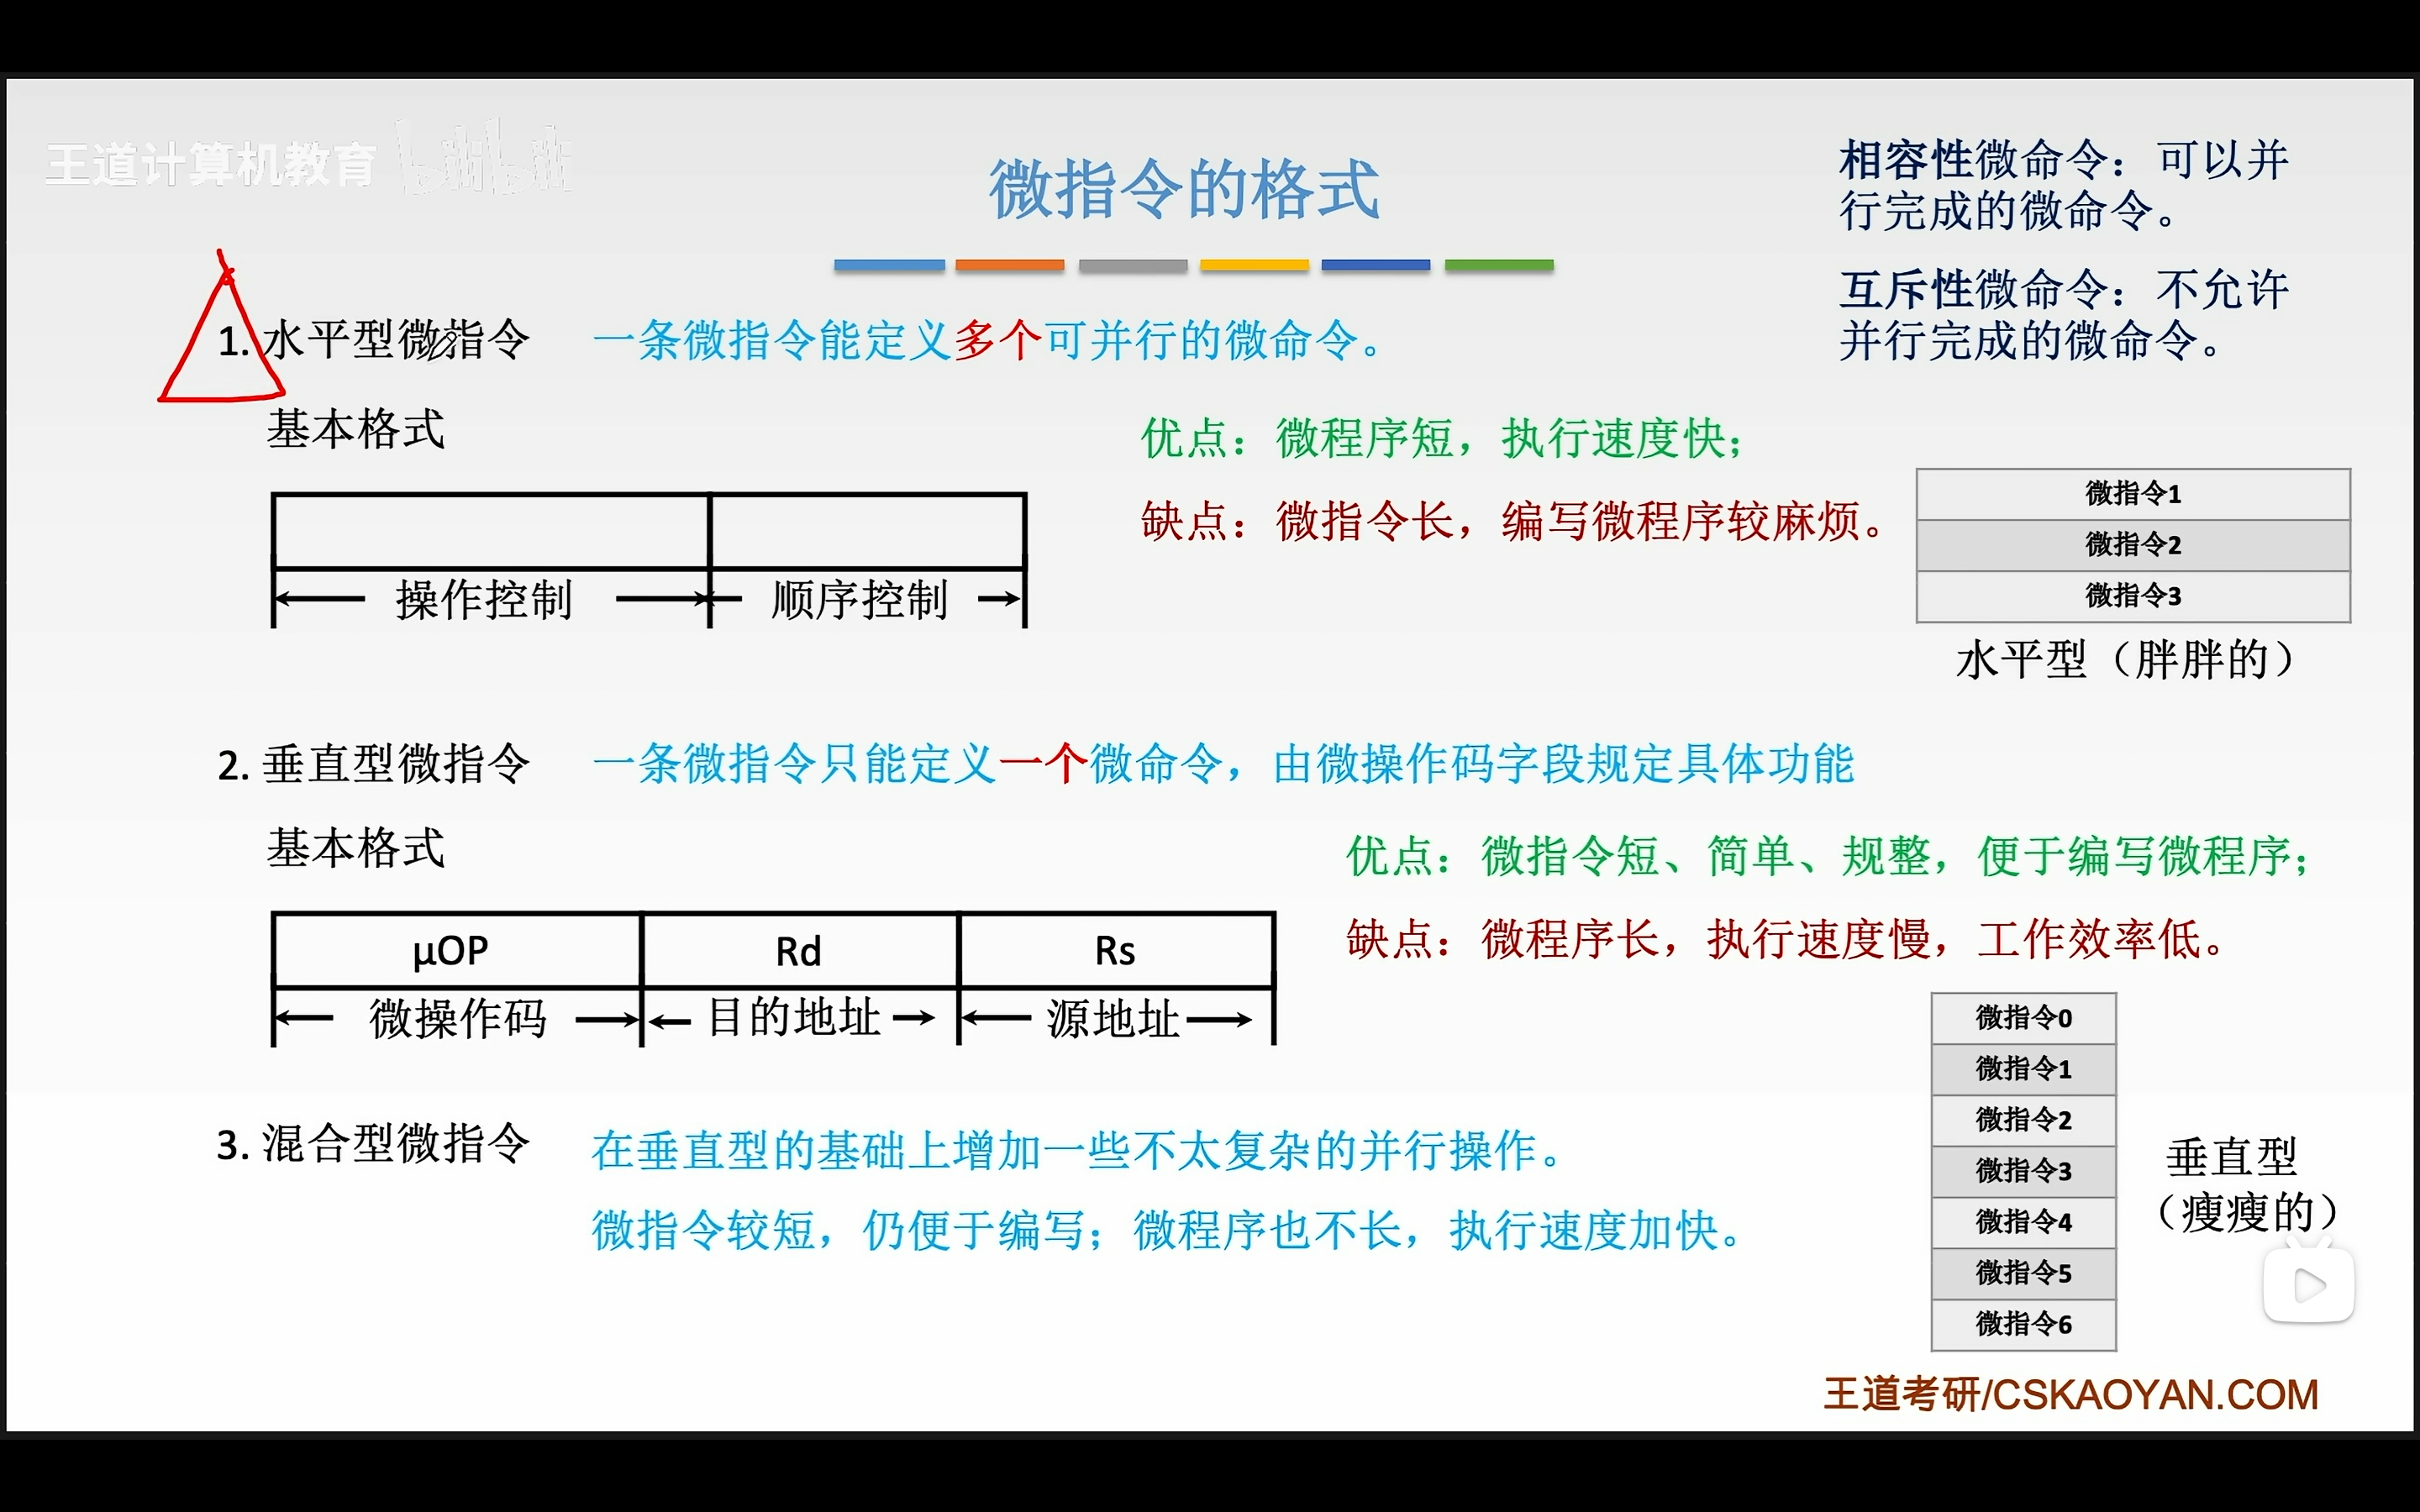 王道计算机教育
bilibili
微指令的格式
相容性微命令：可以并
行完成的微命令。
互斥性微命令：不允许
并行完成的微命令。
1. 水平型微指令 一条微指令能定义多个可并行的微命令。
基本格式
优点：微程序短，执行速度快；
缺点：微指令长，编写微程序较麻烦。
操作控制 顺序控制
微指令1
微指令2
微指令3
水平型（胖胖的）
2. 垂直型微指令 一条微指令只能定义一个微命令，由微操作码字段规定具体功能
基本格式
优点：微指令短、简单、规整，便于编写微程序；
缺点：微程序长，执行速度慢，工作效率低。
μOP Rd Rs
微操作码 目的地址 源地址
微指令0
微指令1
微指令2
微指令3
微指令4
微指令5
微指令6
垂直型
（瘦瘦的）
3. 混合型微指令 在垂直型的基础上增加一些不太复杂的并行操作。
微指令较短，仍便于编写；微程序也不长，执行速度加快。
王道考研/CSKAOYAN.COM